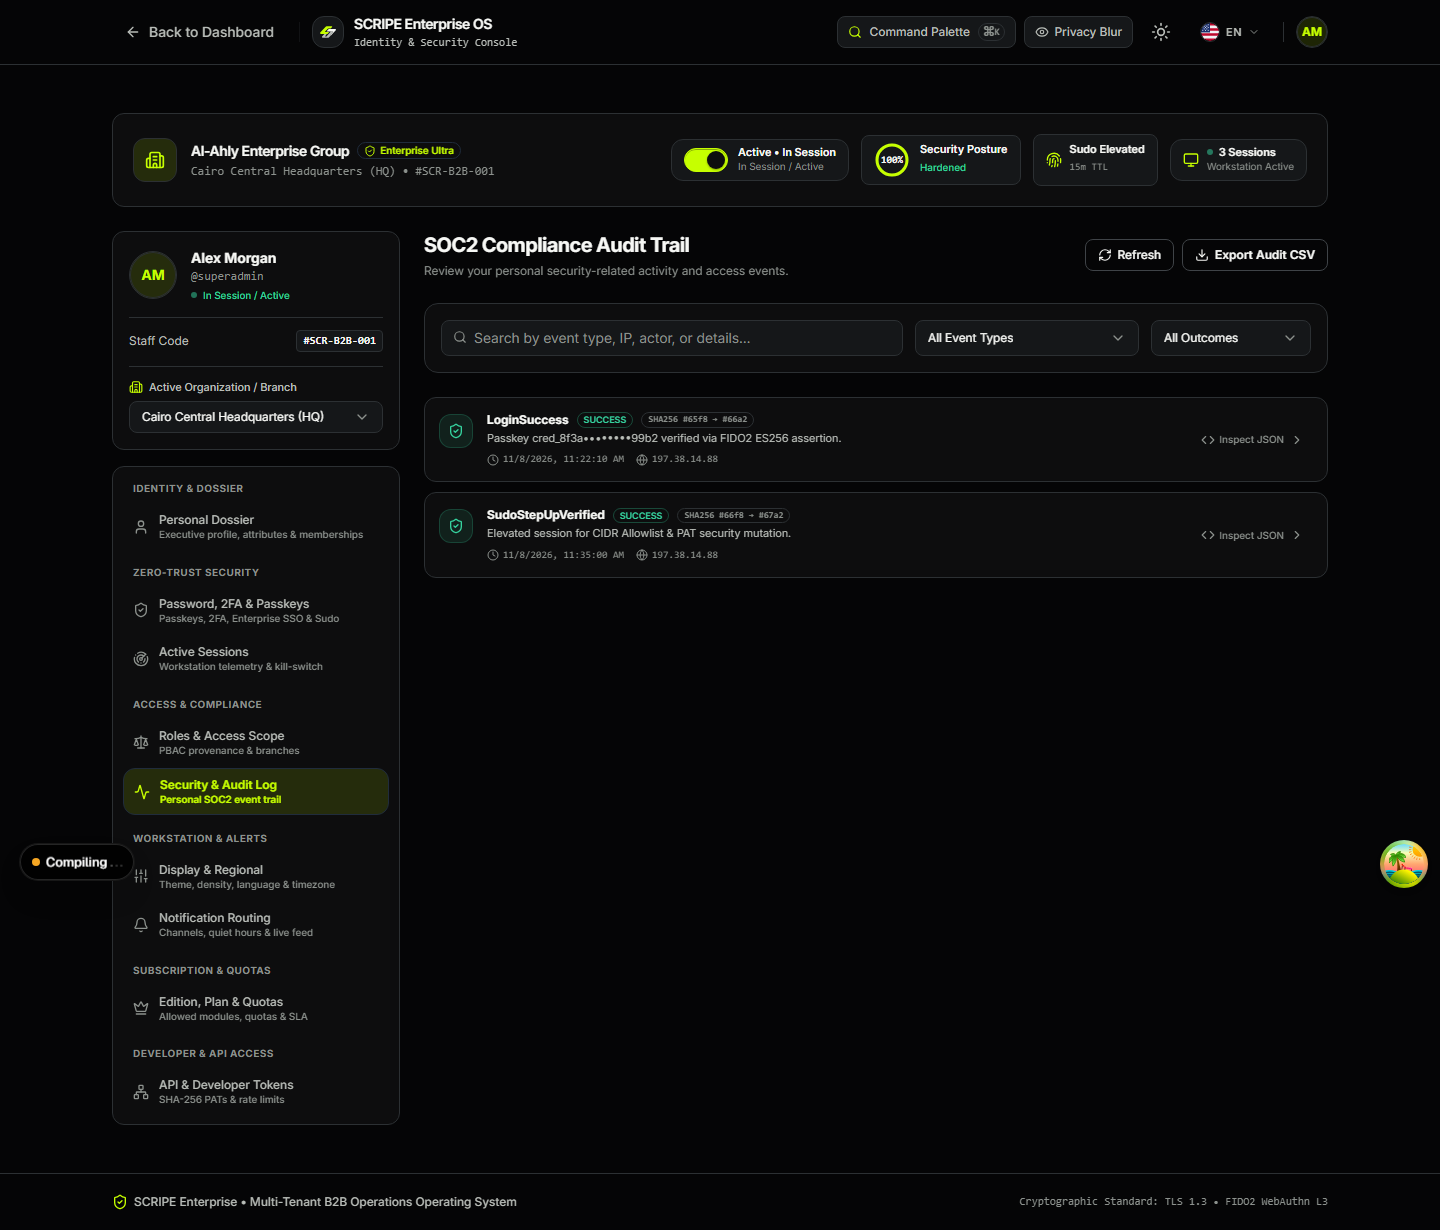 Back to Dashboard
SCRIPE Enterprise OS
Identity & Security Console
Command Palette ⌘K
Privacy Blur
EN
AM
Al-Ahly Enterprise Group
Enterprise Ultra
Cairo Central Headquarters (HQ) • #SCR-B2B-001
Active • In Session
In Session / Active
100%
Security Posture
Hardened
Sudo Elevated
15m TTL
3 Sessions
Workstation Active
AM
Alex Morgan
@superadmin
In Session / Active
Staff Code
#SCR-B2B-001
Active Organization / Branch
Cairo Central Headquarters (HQ)
IDENTITY & DOSSIER
Personal Dossier
Executive profile, attributes & memberships
ZERO-TRUST SECURITY
Password, 2FA & Passkeys
Passkeys, 2FA, Enterprise SSO & Sudo
Active Sessions
Workstation telemetry & kill-switch
ACCESS & COMPLIANCE
Roles & Access Scope
PBAC provenance & branches
Security & Audit Log
Personal SOC2 event trail
WORKSTATION & ALERTS
Compiling ...
Display & Regional
Theme, density, language & timezone
Notification Routing
Channels, quiet hours & live feed
SUBSCRIPTION & QUOTAS
Edition, Plan & Quotas
Allowed modules, quotas & SLA
DEVELOPER & API ACCESS
API & Developer Tokens
SHA-256 PATs & rate limits
SOC2 Compliance Audit Trail
Review your personal security-related activity and access events.
Refresh
Export Audit CSV
Search by event type, IP, actor, or details...
All Event Types
All Outcomes
LoginSuccess SUCCESS SHA256 #65f8 → #66a2
Passkey cred_8f3a••••••••99b2 verified via FIDO2 ES256 assertion.
11/8/2026, 11:22:10 AM 197.38.14.88
Inspect JSON
SudoStepUpVerified SUCCESS SHA256 #66f8 → #67a2
Elevated session for CIDR Allowlist & PAT security mutation.
11/8/2026, 11:35:00 AM 197.38.14.88
Inspect JSON
SCRIPE Enterprise • Multi-Tenant B2B Operations Operating System
Cryptographic Standard: TLS 1.3 • FIDO2 WebAuthn L3